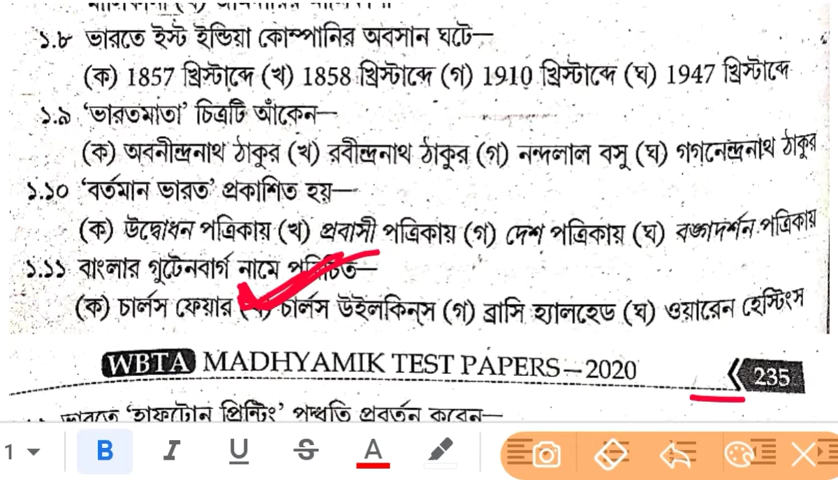 ১.৮ ভারতে ইস্ট ইন্ডিয়া কোম্পানির অবসান ঘটে—
(ক) 1857 খ্রিস্টাব্দে (খ) 1858 খ্রিস্টাব্দে (গ) 1910 খ্রিস্টাব্দে (ঘ) 1947 খ্রিস্টাব্দে
১.৯ ‘ভারতমাতা’ চিত্রটি আঁকেন—
(ক) অবনীন্দ্রনাথ ঠাকুর (খ) রবীন্দ্রনাথ ঠাকুর (গ) নন্দলাল বসু (ঘ) গগনেন্দ্রনাথ ঠাকুর
১.১০ ‘বর্তমান ভারত’ প্রকাশিত হয়—
(ক) উদ্বোধন পত্রিকায় (খ) প্রবাসী পত্রিকায় (গ) দেশ পত্রিকায় (ঘ) বঙ্গদর্শন পত্রিকায়
১.১১ বাংলার গুটেনবার্গ নামে পরিচিত—
(ক) চার্লস ফেয়ার চার্লস উইলকিন্স (গ) ব্রাসি হ্যালহেড (ঘ) ওয়ারেন হেস্টিংস
WBTA MADHYAMIK TEST PAPERS—2020 235
ভারতে ‘হাফটোন প্রিন্টিং’ পদ্ধতি প্রবর্তন করেন—
1 B I U S A